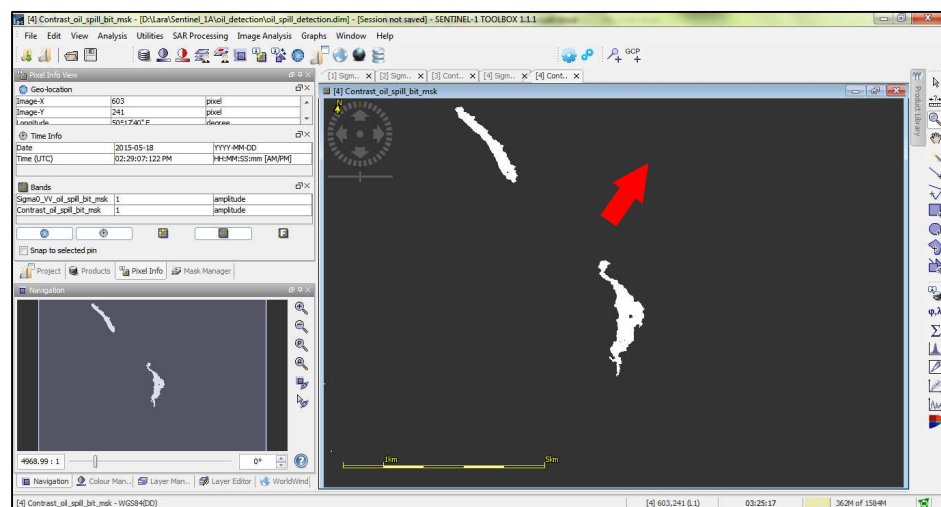 [4] Contrast_oil_spill_bit_msk - [D:\Lara\Sentinel_1A\oil_detection\oil_spill_detection.dim] - [Session not saved] - SENTINEL-1 TOOLBOX 1.1.1
File Edit View Analysis Utilities SAR Processing Image Analysis Graphs Window Help
GCP
Pixel Info View
[1] Sigm.. X [2] Sigm.. X [3] Cont.. X [4] Sigm.. X [4] Cont.. X
Geo-location
[4] Contrast_oil_spill_bit_msk
Image-X 603 pixel
Image-Y 241 pixel
Longitude 50°17'40" E degree
Time Info
Date 2015-05-18 YYYY-MM-DD
Time (UTC) 02:29:07:122 PM HH:MM:SS:mm [AM/PM]
Bands
Sigma0_VV_oil_spill_bit_msk 1 amplitude
Contrast_oil_spill_bit_msk 1 amplitude
Snap to selected pin
Project Products Pixel Info Mask Manager
Navigation
N
Product Library
φ,λ
Σ
1km 5km
4968.99 : 1 0°
Navigation Colour Man... Layer Man... Layer Editor WorldWind
[4] Contrast_oil_spill_bit_msk - WGS84(DD) [4] 603,241 (L1) 03:25:17 362M of 1584M